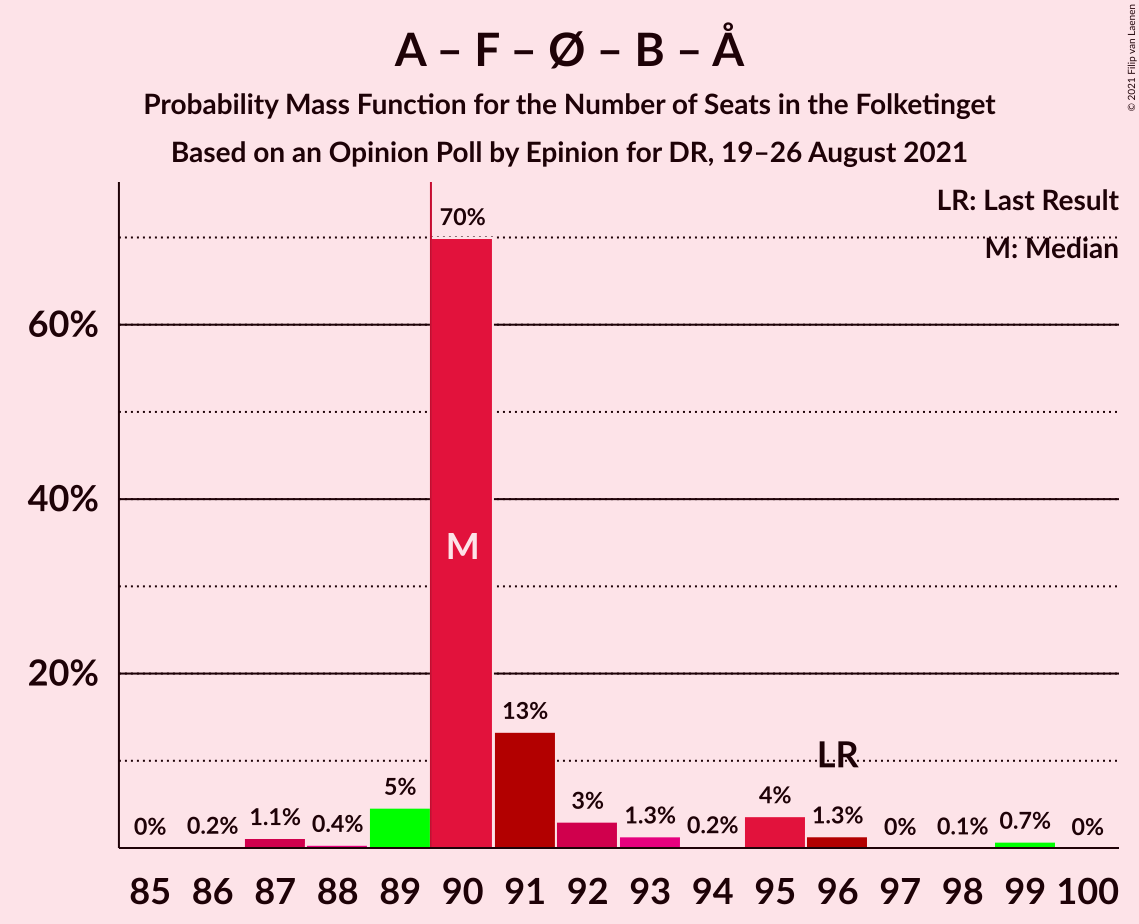 A – F – Ø – B – Å
Probability Mass Function for the Number of Seats in the Folketinget
Based on an Opinion Poll by Epinion for DR, 19–26 August 2021
© 2021 Filip van Laenen
LR: Last Result
M: Median
60%
40%
20%
0%
0.2%
1.1%
0.4%
5%
70%
13%
3%
1.3%
0.2%
4%
1.3%
0%
0.1%
0.7%
0%
M
LR
85 86 87 88 89 90 91 92 93 94 95 96 97 98 99 100